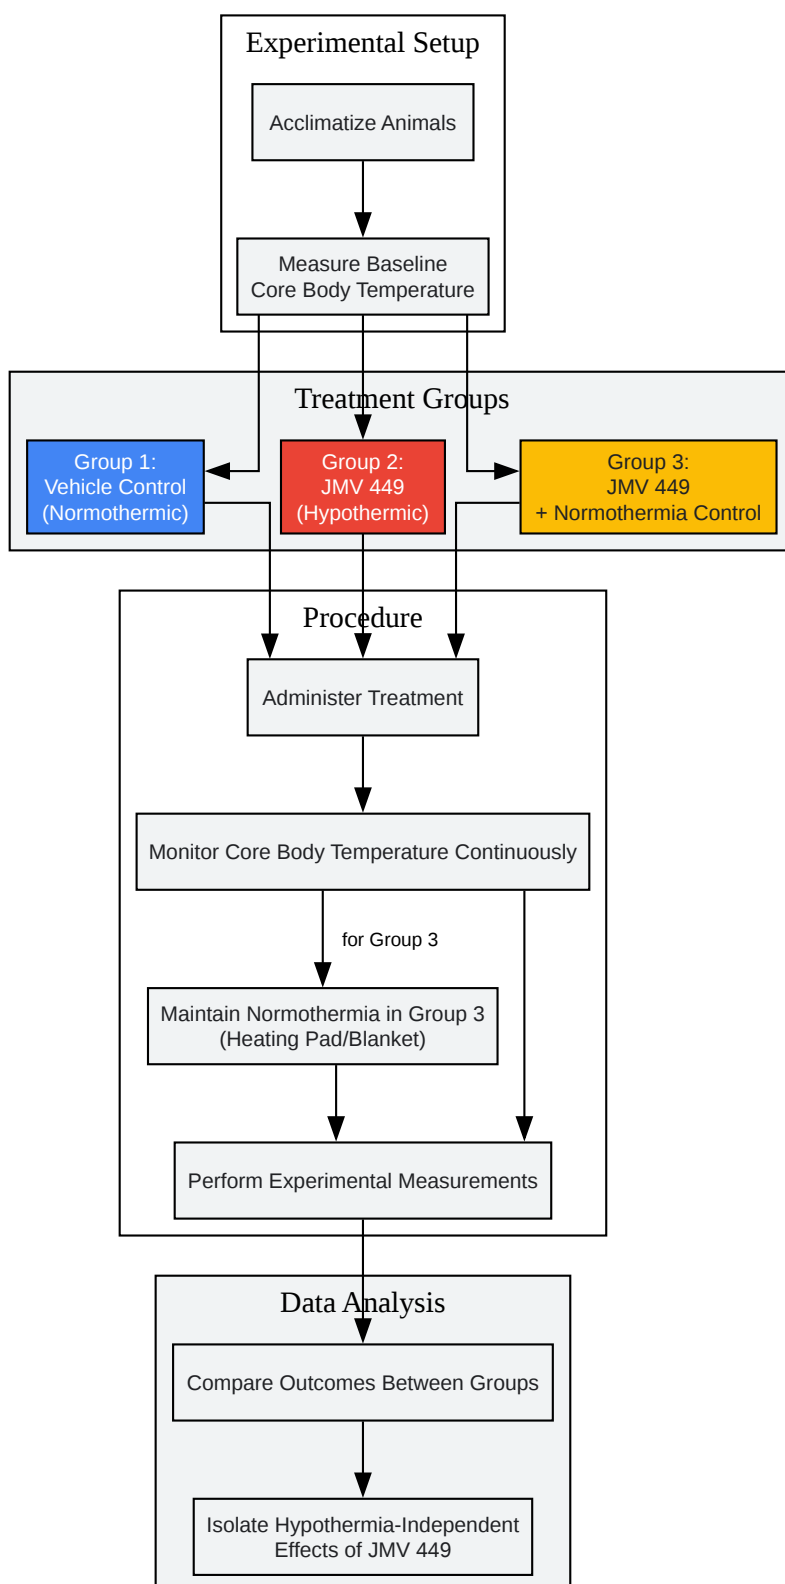 Experimental Setup
Acclimatize Animals
Measure Baseline
Core Body Temperature
Treatment Groups
Group 1:
Vehicle Control
(Normothermic)
Group 2:
JMV 449
(Hypothermic)
Group 3:
JMV 449
+ Normothermia Control
Procedure
Administer Treatment
Monitor Core Body Temperature Continuously
for Group 3
Maintain Normothermia in Group 3
(Heating Pad/Blanket)
Perform Experimental Measurements
Data Analysis
Compare Outcomes Between Groups
Isolate Hypothermia-Independent
Effects of JMV 449